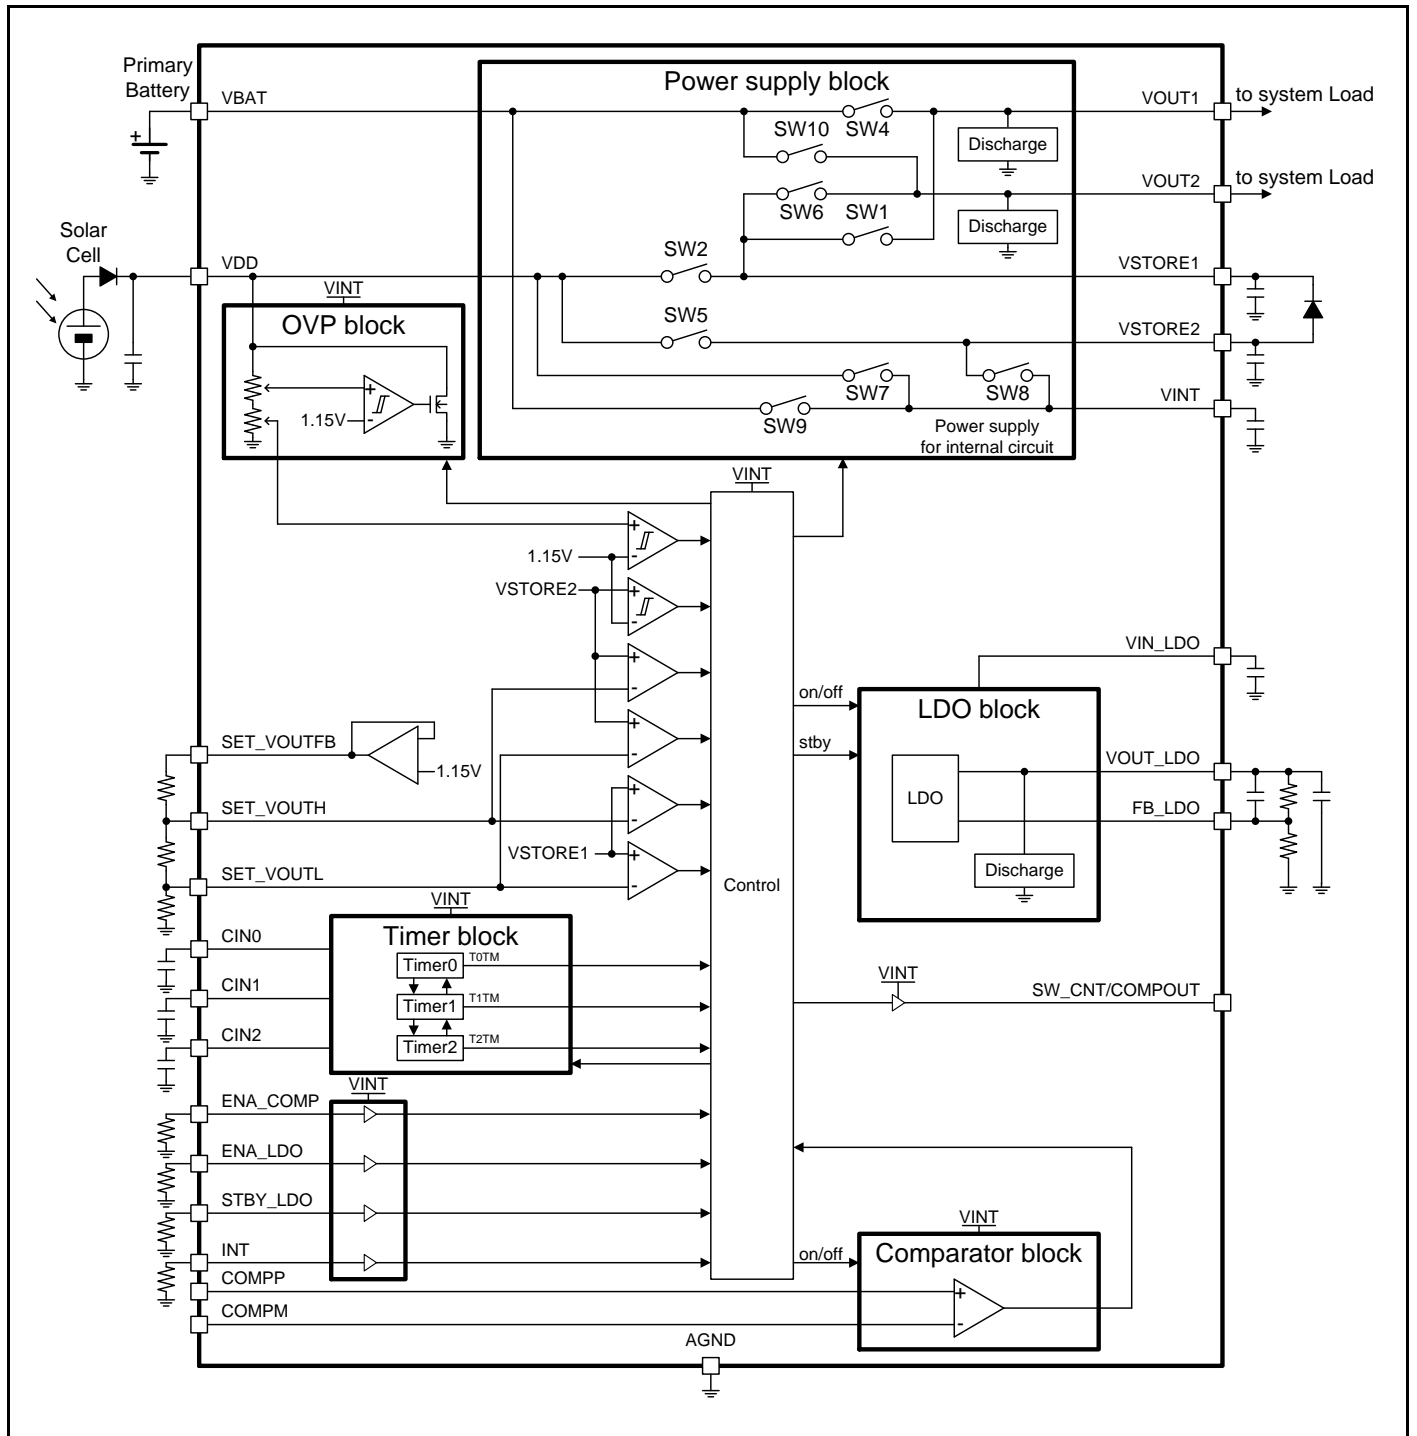 Primary
Battery
VBAT
Power supply block
VOUT1
to system Load
SW10
SW4
Discharge
VOUT2
to system Load
SW6
SW1
Discharge
Solar
Cell
VDD
SW2
VSTORE1
VINT
OVP block
SW5
VSTORE2
SW7
SW8
VINT
1.15V
SW9
Power supply
for internal circuit
+
-
VINT
1.15V
+
-
VSTORE2
+
-
+
-
VIN_LDO
on/off
LDO block
SET_VOUTFB
1.15V
+
-
stby
VOUT_LDO
LDO
SET_VOUTH
+
-
FB_LDO
VSTORE1
SET_VOUTL
+
-
Control
Discharge
VINT
CIN0
Timer block
Timer0
T0TM
CIN1
Timer1
T1TM
VINT
SW_CNT/COMPOUT
CIN2
Timer2
T2TM
VINT
ENA_COMP
ENA_LDO
STBY_LDO
VINT
INT
on/off
Comparator block
COMPP
+
COMPM
-
AGND
+